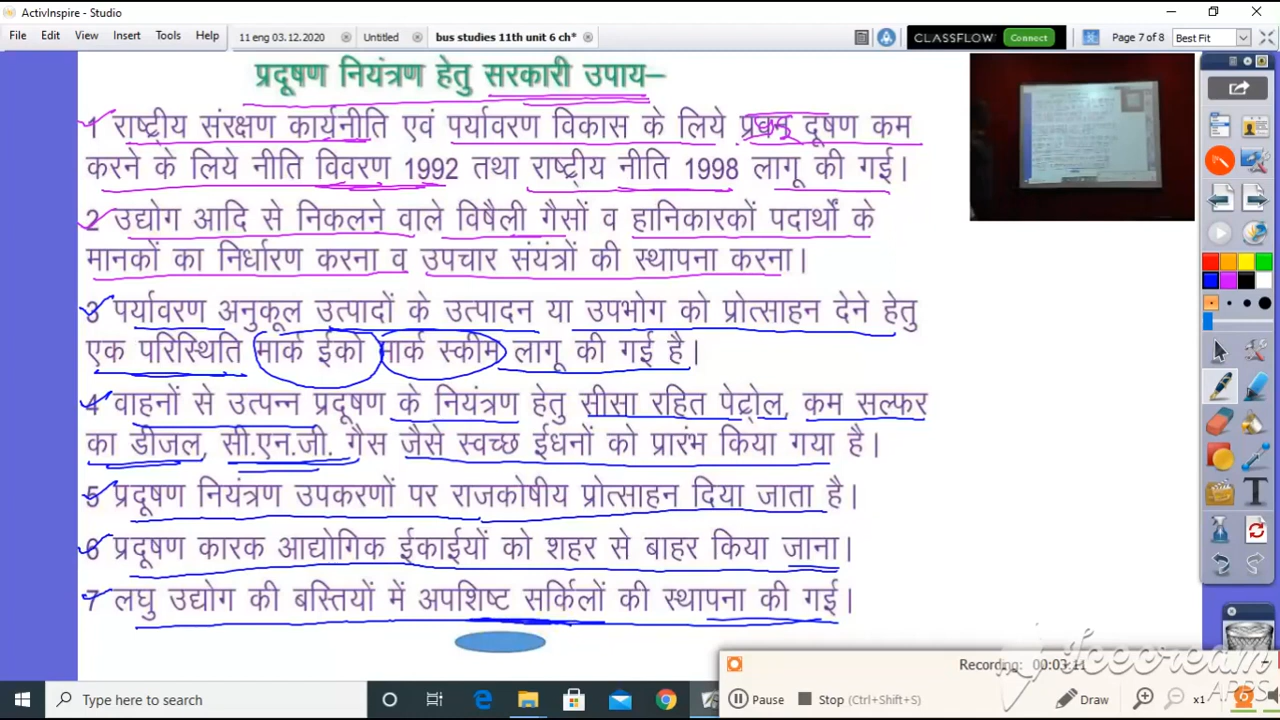 ActivInspire - Studio
File Edit View Insert Tools Help 11 eng 03.12.2020 Untitled bus studies 11th unit 6 ch* CLASSFLOW Connect Page 7 of 8 Best Fit
प्रदूषण नियंत्रण हेतु सरकारी उपाय–
1 राष्ट्रीय संरक्षण कार्यनीति एवं पर्यावरण विकास के लिये दूषण कम
करने के लिये नीति विवरण 1992 तथा राष्ट्रीय नीति 1998 लागू की गई।
2 उद्योग आदि से निकलने वाले विषैली गैसों व हानिकारकों पदार्थों के
मानकों का निर्धारण करना व उपचार संयंत्रों की स्थापना करना।
3 पर्यावरण अनुकूल उत्पादों के उत्पादन या उपभोग को प्रोत्साहन देने हेतु
एक परिस्थिति मार्क ईको मार्क स्कीम लागू की गई है।
4 वाहनों से उत्पन्न प्रदूषण के नियंत्रण हेतु सीसा रहित पेट्रोल, कम सल्फर
का डीजल, सी.एन.जी. गैस जैसे स्वच्छ ईधनों को प्रारंभ किया गया है।
5 प्रदूषण नियंत्रण उपकरणों पर राजकोषीय प्रोत्साहन दिया जाता है।
6 प्रदूषण कारक आद्योगिक ईकाईयों को शहर से बाहर किया जाना।
7 लघु उद्योग की बस्तियों में अपशिष्ट सर्किलों की स्थापना की गई।
Recording: 00:03:11
Icecream
APPS
Pause Stop (Ctrl+Shift+S) Draw x1
Type here to search